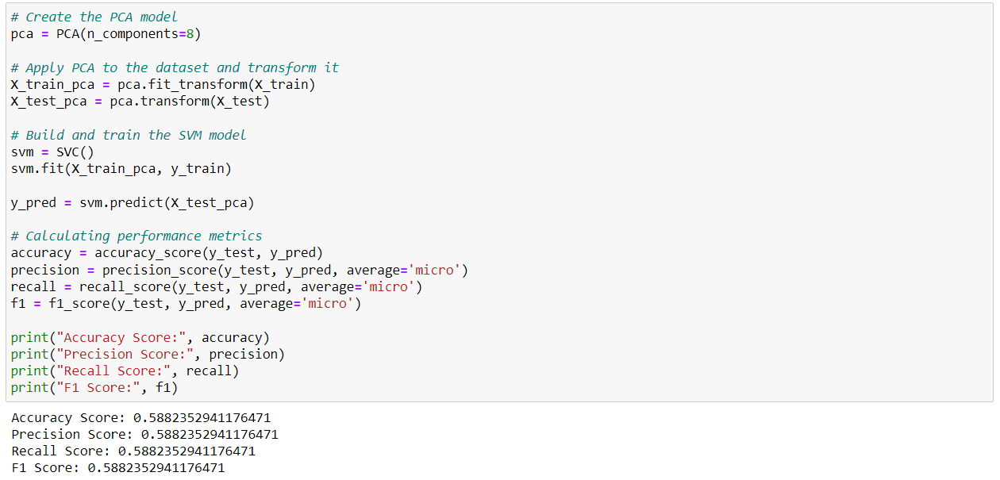 # Create the PCA model
pca = PCA(n_components=8)
# Apply PCA to the dataset and transform it
X_train_pca = pca.fit_transform(X_train)
X_test_pca = pca.transform(X_test)
# Build and train the SVM model
svm = SVC()
svm.fit(X_train_pca, y_train)
y_pred = svm.predict(X_test_pca)
# Calculating performance metrics
accuracy = accuracy_score(y_test, y_pred)
precision = precision_score(y_test, y_pred, average='micro')
recall = recall_score(y_test, y_pred, average='micro')
f1 = f1_score(y_test, y_pred, average='micro')
print("Accuracy Score:", accuracy)
print("Precision Score:", precision)
print("Recall Score:", recall)
print("F1 Score:", f1)
Accuracy Score: 0.5882352941176471
Precision Score: 0.5882352941176471
Recall Score: 0.5882352941176471
F1 Score: 0.5882352941176471